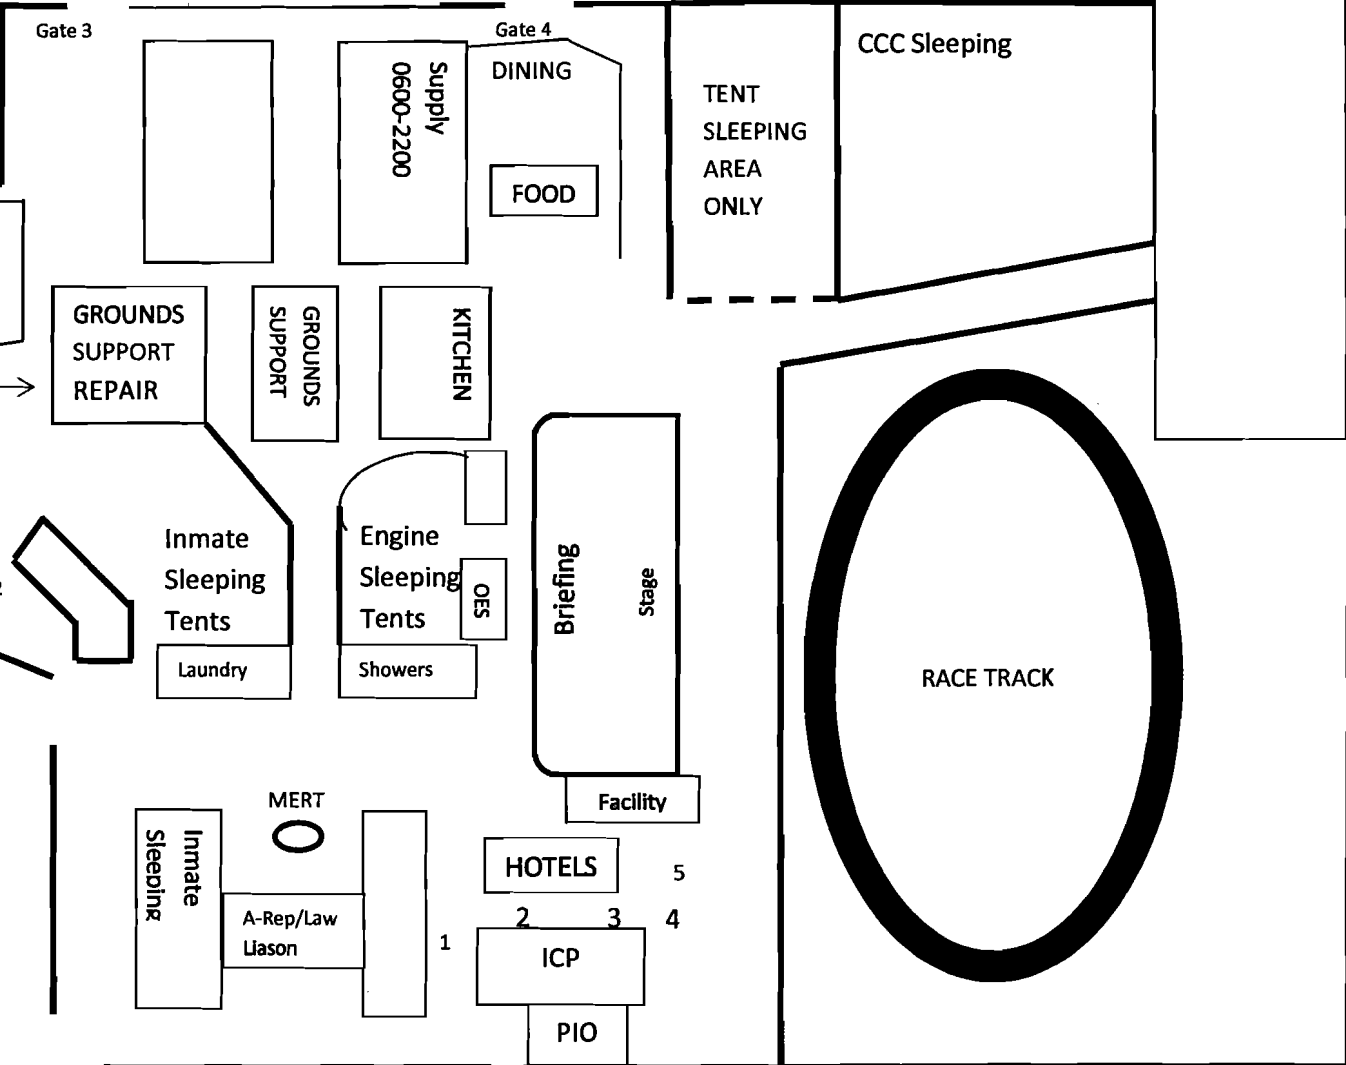 Gate 3
Gate 4
CCC Sleeping
Supply
0600-2200
DINING
FOOD
TENT
SLEEPING
AREA
ONLY
GROUNDS
SUPPORT
REPAIR
GROUNDS
SUPPORT
KITCHEN
Inmate
Sleeping
Tents
Engine
Sleeping
Tents
OES
Briefing
Stage
Laundry
Showers
RACE TRACK
MERT
Facility
Inmate
Sleeping
HOTELS
5
A-Rep/Law
Liason
1
2
3
4
ICP
PIO